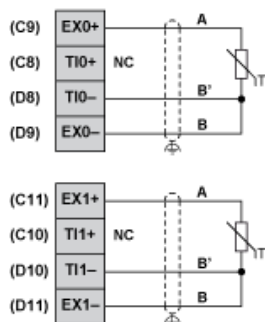 A
(C9) EX0+
(C8) TI0+ NC
(D8) TI0– B'
(D9) EX0– B
A
(C11) EX1+
(C10) TI1+ NC
(D10) TI1– B'
(D11) EX1– B